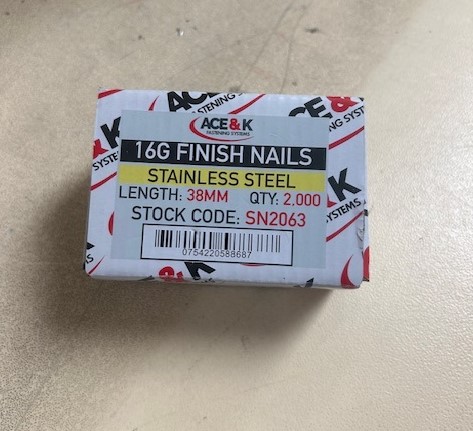 ACE & K
FASTENING SYSTEMS
16G FINISH NAILS
STAINLESS STEEL
LENGTH: 38MM QTY: 2,000
STOCK CODE: SN2063
0754220588687